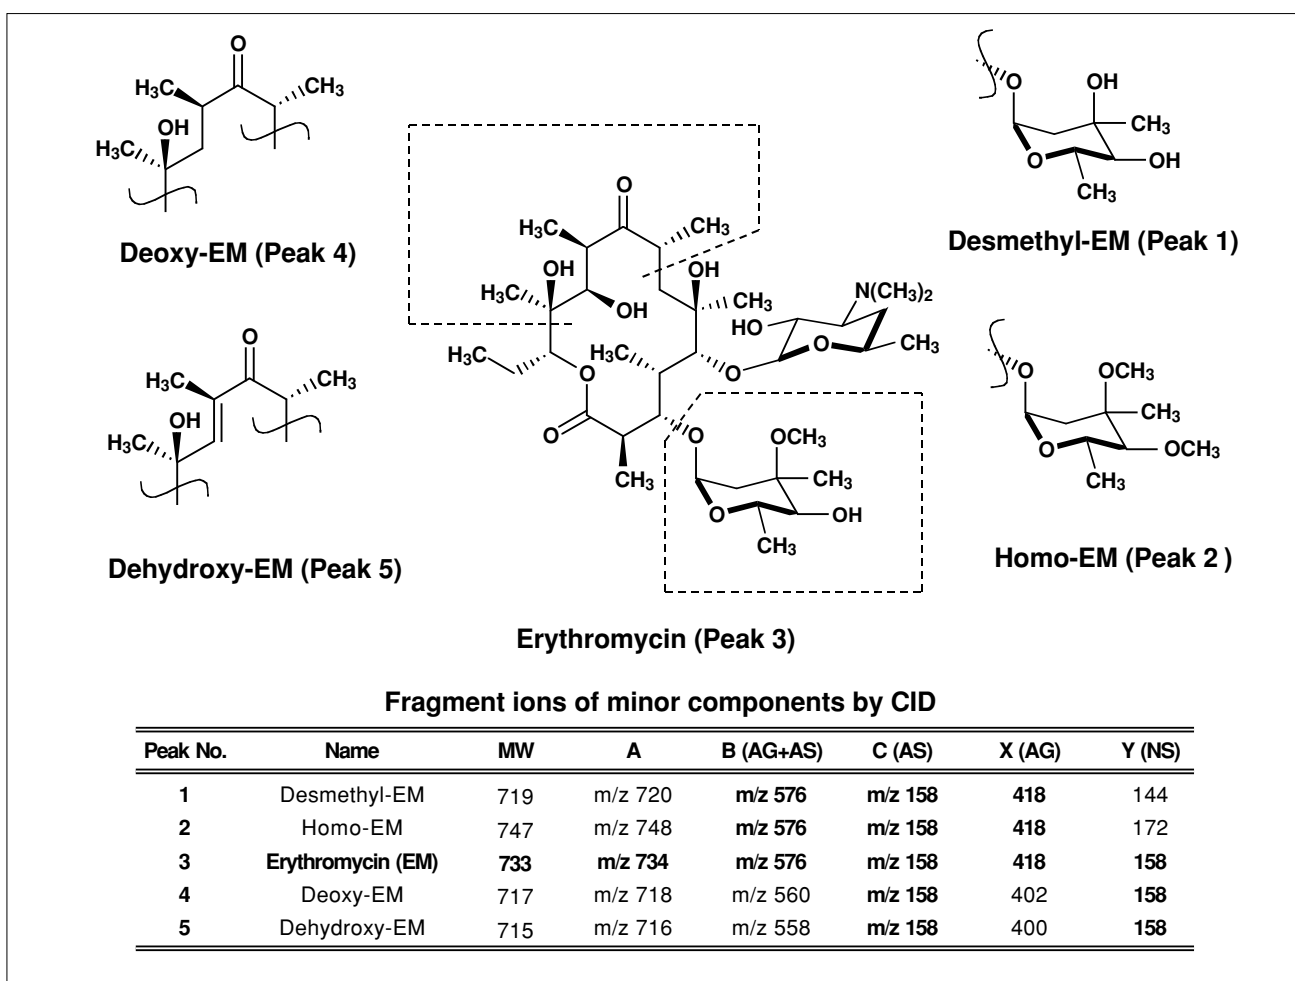 O
H₃C
CH₃
OH
H₃C
Deoxy-EM (Peak 4)
O
OH
CH₃
O
OH
CH₃
Desmethyl-EM (Peak 1)
O
H₃C
CH₃
OH
OH
H₃C
OH
CH₃
N(CH₃)₂
HO
O
CH₃
H₃C
H₃C
O
O
O
O
OCH₃
CH₃
CH₃
O
OH
CH₃
Erythromycin (Peak 3)
O
H₃C
CH₃
OH
H₃C
Dehydroxy-EM (Peak 5)
O
OCH₃
CH₃
O
OCH₃
CH₃
Homo-EM (Peak 2 )
Fragment ions of minor components by CID
Peak No. Name MW A B (AG+AS) C (AS) X (AG) Y (NS)
1 Desmethyl-EM 719 m/z 720 m/z 576 m/z 158 418 144
2 Homo-EM 747 m/z 748 m/z 576 m/z 158 418 172
3 Erythromycin (EM) 733 m/z 734 m/z 576 m/z 158 418 158
4 Deoxy-EM 717 m/z 718 m/z 560 m/z 158 402 158
5 Dehydroxy-EM 715 m/z 716 m/z 558 m/z 158 400 158